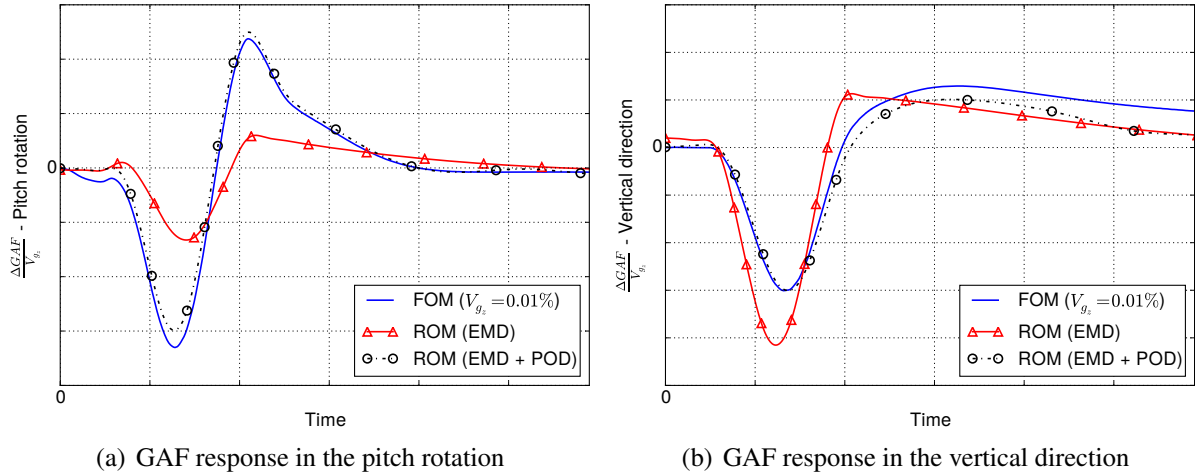 0
ΔGAF / V_{g_z} - Pitch rotation
FOM (V_{g_z} = 0.01%)
ROM (EMD)
ROM (EMD + POD)
0
Time
(a) GAF response in the pitch rotation
0
ΔGAF / V_{g_z} - Vertical direction
FOM (V_{g_z} = 0.01%)
ROM (EMD)
ROM (EMD + POD)
0
Time
(b) GAF response in the vertical direction